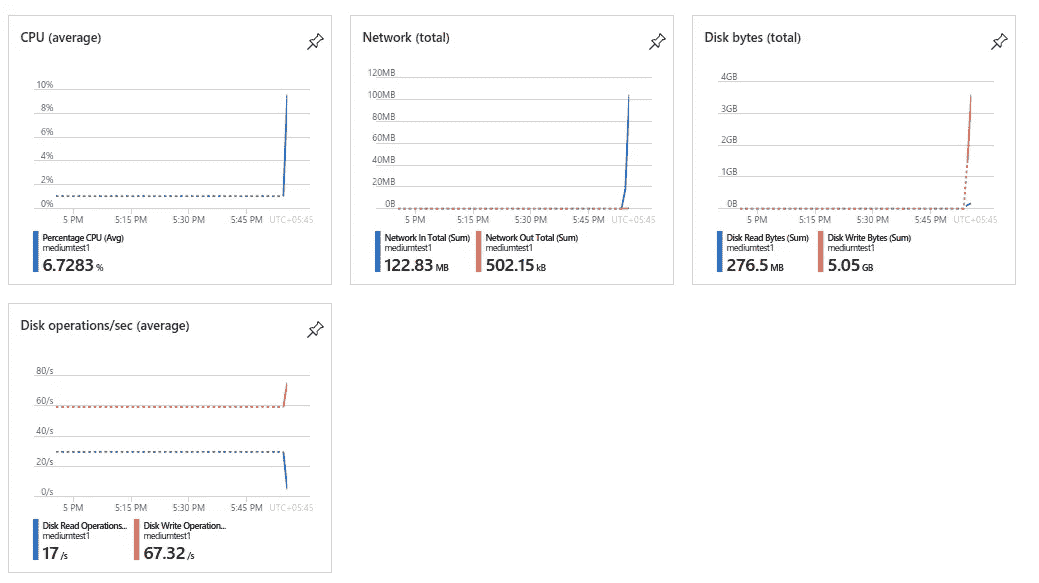 CPU (average)
10%
8%
6%
4%
2%
0%
5 PM 5:15 PM 5:30 PM 5:45 PM UTC+05:45
Percentage CPU (Avg)
mediumtest1
6.7283 %
Network (total)
120MB
100MB
80MB
60MB
40MB
20MB
0B
5 PM 5:15 PM 5:30 PM 5:45 PM UTC+05:45
Network In Total (Sum) Network Out Total (Sum)
mediumtest1 mediumtest1
122.83 MB 502.15 kB
Disk bytes (total)
4GB
3GB
2GB
1GB
0B
5 PM 5:15 PM 5:30 PM 5:45 PM UTC+05:45
Disk Read Bytes (Sum) Disk Write Bytes (Sum)
mediumtest1 mediumtest1
276.5 MB 5.05 GB
Disk operations/sec (average)
80/s
60/s
40/s
20/s
0/s
5 PM 5:15 PM 5:30 PM 5:45 PM UTC+05:45
Disk Read Operations... Disk Write Operation...
mediumtest1 mediumtest1
17 /s 67.32 /s